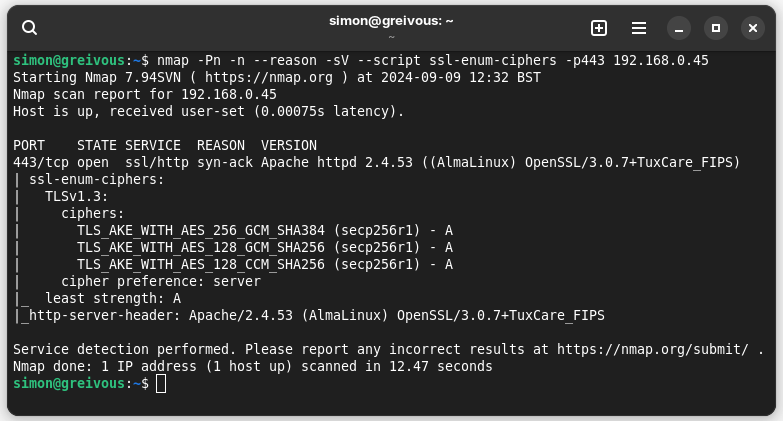 simon@greivous: ~
~
simon@greivous:~$ nmap -Pn -n --reason -sV --script ssl-enum-ciphers -p443 192.168.0.45
Starting Nmap 7.94SVN ( https://nmap.org ) at 2024-09-09 12:32 BST
Nmap scan report for 192.168.0.45
Host is up, received user-set (0.00075s latency).

PORT    STATE SERVICE  REASON  VERSION
443/tcp open  ssl/http syn-ack Apache httpd 2.4.53 ((AlmaLinux) OpenSSL/3.0.7+TuxCare_FIPS)
| ssl-enum-ciphers:
|   TLSv1.3:
|     ciphers:
|       TLS_AKE_WITH_AES_256_GCM_SHA384 (secp256r1) - A
|       TLS_AKE_WITH_AES_128_GCM_SHA256 (secp256r1) - A
|       TLS_AKE_WITH_AES_128_CCM_SHA256 (secp256r1) - A
|     cipher preference: server
|_  least strength: A
|_http-server-header: Apache/2.4.53 (AlmaLinux) OpenSSL/3.0.7+TuxCare_FIPS

Service detection performed. Please report any incorrect results at https://nmap.org/submit/ .
Nmap done: 1 IP address (1 host up) scanned in 12.47 seconds
simon@greivous:~$